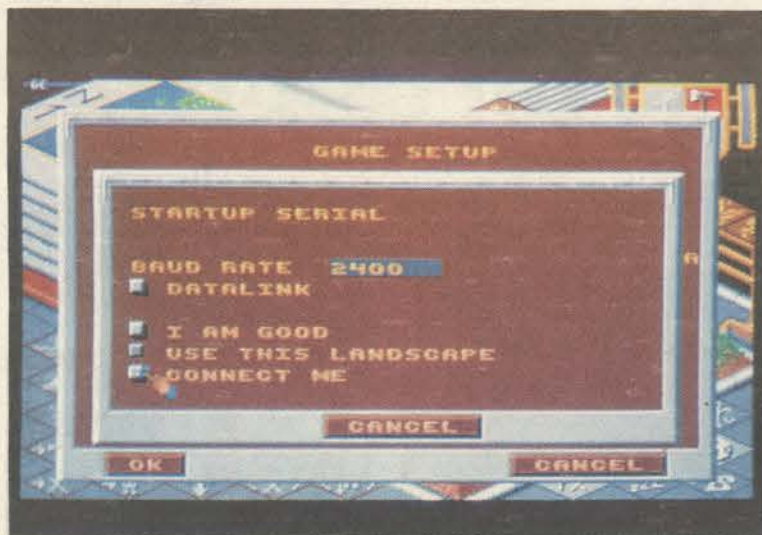 GAME SETUP
STARTUP SERIAL
BAUD RATE 2400
DATALINK
I AM GOOD
USE THIS LANDSCAPE
CONNECT ME
CANCEL
OK CANCEL